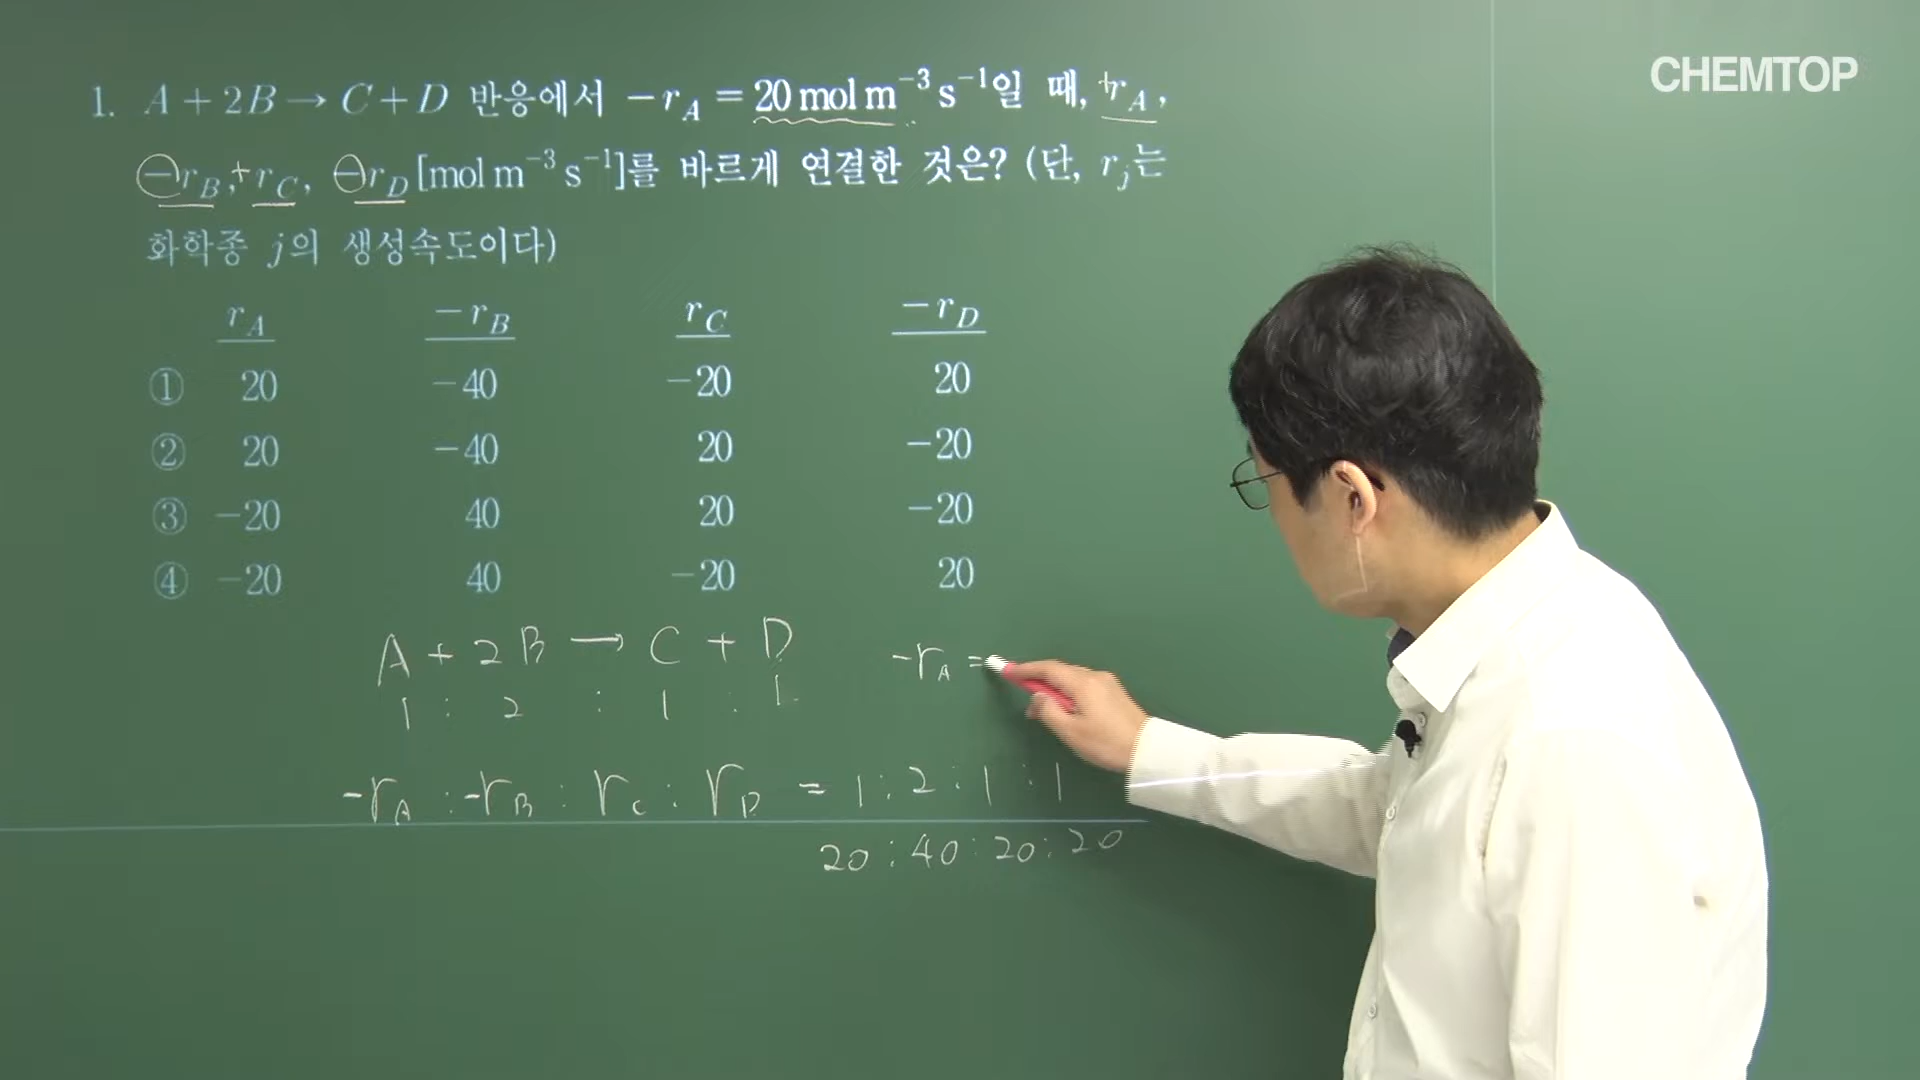 CHEMTOP
1. A + 2B → C + D 반응에서 −r_A = 20 mol m⁻³ s⁻¹일 때, +r_A,
−r_B, +r_C, −r_D [mol m⁻³ s⁻¹]를 바르게 연결한 것은? (단, r_j는
화학종 j의 생성속도이다)
r_A −r_B r_C −r_D
① 20 −40 −20 20
② 20 −40 20 −20
③ −20 40 20 −20
④ −20 40 −20 20
A + 2B → C + D
1 : 2 : 1 : 1
−r_A =
−r_A : −r_B : r_C : r_D = 1 : 2 : 1 : 1
20 : 40 : 20 : 20